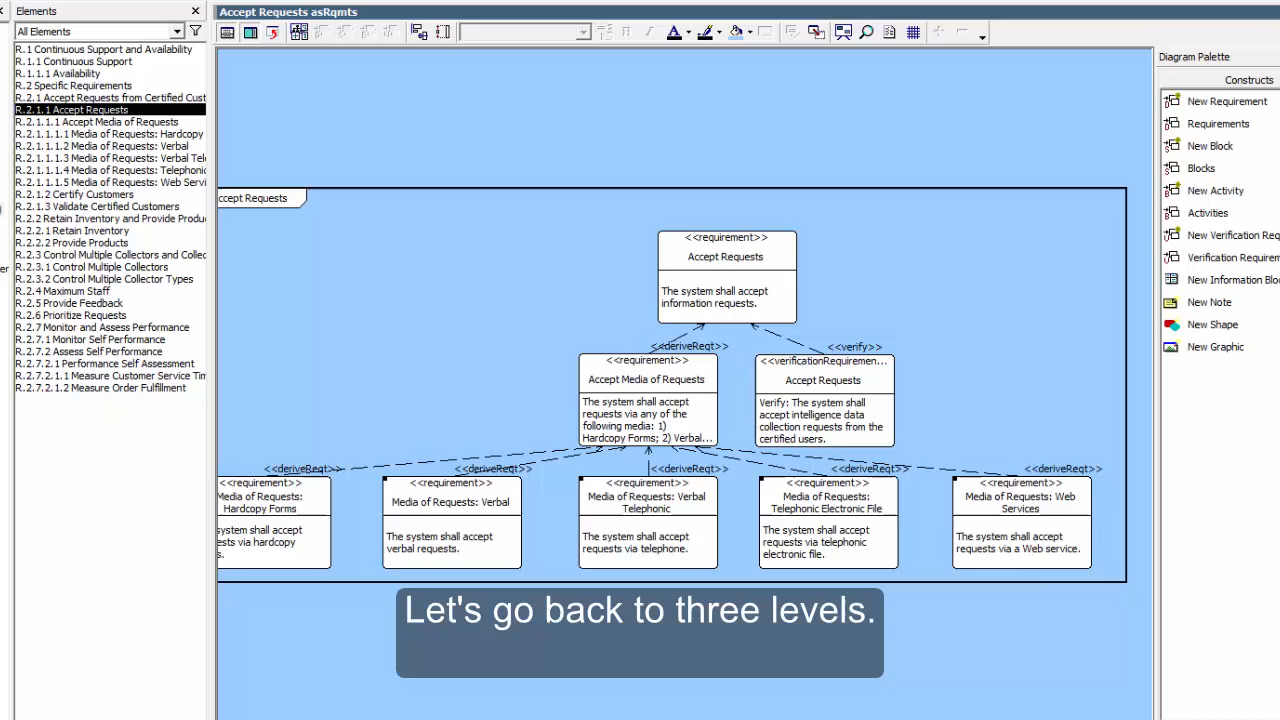 Elements
All Elements
R.1 Continuous Support and Availability
R.1.1 Continuous Support
R.1.1.1 Availability
R.2 Specific Requirements
R.2.1 Accept Requests from Certified Cust
R.2.1.1 Accept Requests
R.2.1.1.1 Accept Media of Requests
R.2.1.1.1.1 Media of Requests: Hardcopy
R.2.1.1.1.2 Media of Requests: Verbal
R.2.1.1.1.3 Media of Requests: Verbal Tel
R.2.1.1.1.4 Media of Requests: Telephonic
R.2.1.1.1.5 Media of Requests: Web Servi
R.2.1.2 Certify Customers
R.2.1.3 Validate Certified Customers
R.2.2 Retain Inventory and Provide Produ
R.2.2.1 Retain Inventory
R.2.2.2 Provide Products
R.2.3 Control Multiple Collectors and Collec
R.2.3.1 Control Multiple Collectors
R.2.3.2 Control Multiple Collector Types
R.2.4 Maximum Staff
R.2.5 Provide Feedback
R.2.6 Prioritize Requests
R.2.7 Monitor and Assess Performance
R.2.7.1 Monitor Self Performance
R.2.7.2 Assess Self Performance
R.2.7.2.1 Performance Self Assessment
R.2.7.2.1.1 Measure Customer Service Tim
R.2.7.2.1.2 Measure Order Fulfillment
er
Accept Requests asRqmts
B I
A
ccept Requests
<<requirement>>
Accept Requests
The system shall accept
information requests.
<<deriveReqt>>
<<verify>>
<<requirement>>
Accept Media of Requests
The system shall accept
requests via any of the
following media: 1)
Hardcopy Forms; 2) Verbal...
<<verificationRequiremen...
Accept Requests
Verify: The system shall
accept intelligence data
collection requests from the
certified users.
<<deriveReqt>>
<<deriveReqt>>
<<deriveReqt>>
<<deriveReqt>>
<<deriveReqt>>
<<requirement>>
Media of Requests:
Hardcopy Forms
system shall accept
ests via hardcopy
s.
<<requirement>>
Media of Requests: Verbal
The system shall accept
verbal requests.
<<requirement>>
Media of Requests: Verbal
Telephonic
The system shall accept
requests via telephone.
<<requirement>>
Media of Requests:
Telephonic Electronic File
The system shall accept
requests via telephonic
electronic file.
<<requirement>>
Media of Requests: Web
Services
The system shall accept
requests via a Web service.
Let's go back to three levels.
Diagram Palette
Constructs
New Requirement
Requirements
New Block
Blocks
New Activity
Activities
New Verification Req
Verification Requirem
New Information Bloc
New Note
New Shape
New Graphic